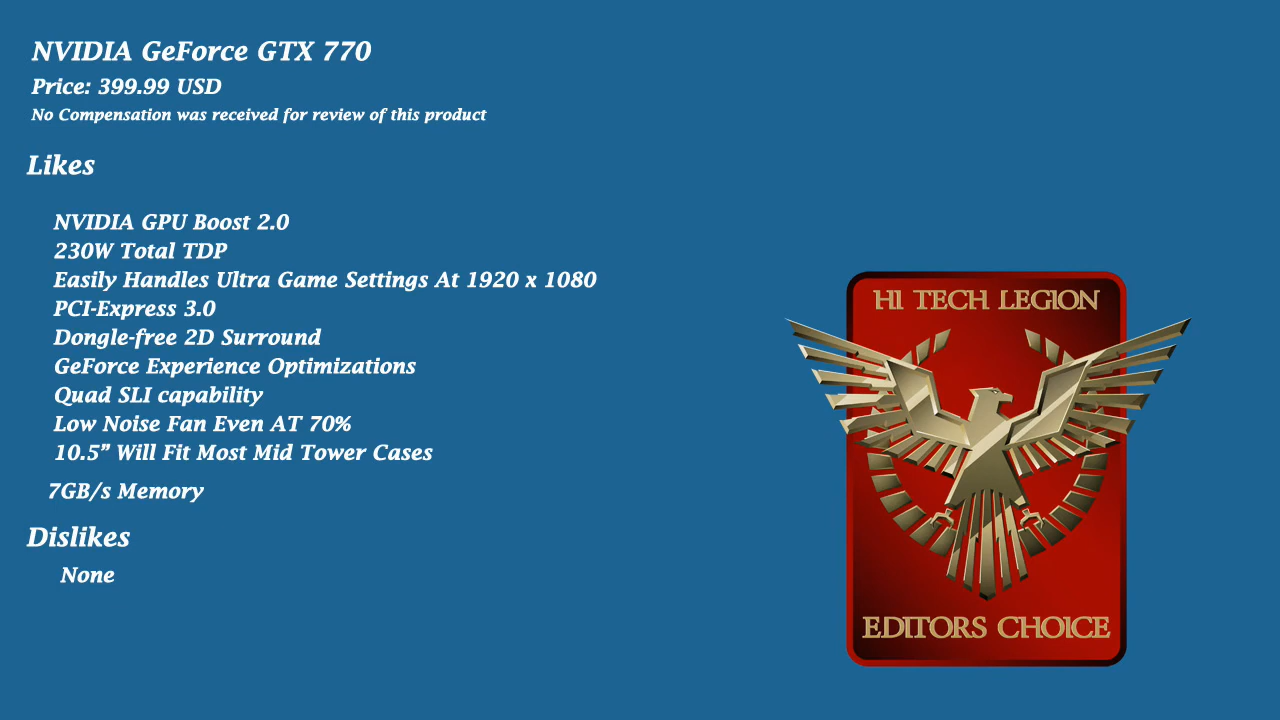 NVIDIA GeForce GTX 770
Price: 399.99 USD
No Compensation was received for review of this product
Likes
NVIDIA GPU Boost 2.0
230W Total TDP
Easily Handles Ultra Game Settings At 1920 x 1080
PCI-Express 3.0
Dongle-free 2D Surround
GeForce Experience Optimizations
Quad SLI capability
Low Noise Fan Even AT 70%
10.5” Will Fit Most Mid Tower Cases
7GB/s Memory
Dislikes
None
HI TECH LEGION
EDITORS CHOICE